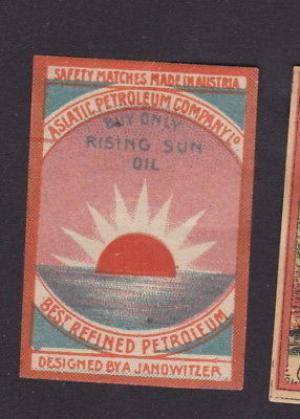 SAFETY MATCHES MADE IN AUSTRIA
ASIATIC PETROLEUM COMPANY LD
BUY ONLY
RISING SUN
OIL
BEST REFINED PETROLEUM
DESIGNED BY A. JANOWITZER